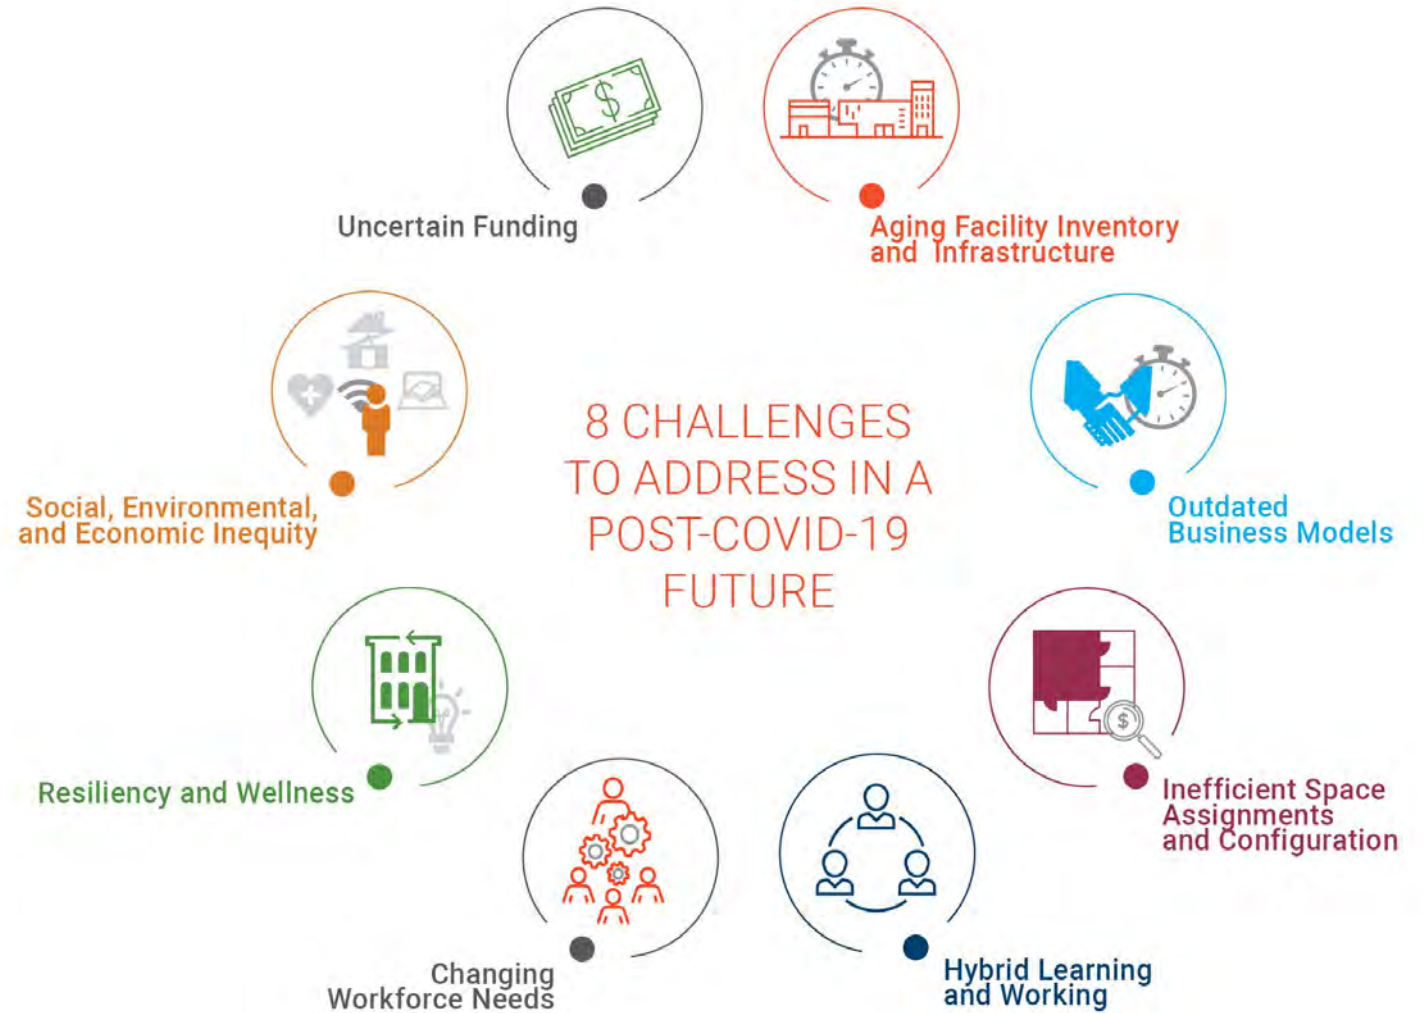 Uncertain Funding
Aging Facility Inventory
and Infrastructure
Social, Environmental,
and Economic Inequity
8 CHALLENGES
TO ADDRESS IN A
POST-COVID-19
FUTURE
Outdated
Business Models
Resiliency and Wellness
Inefficient Space
Assignments
and Configuration
Changing
Workforce Needs
Hybrid Learning
and Working
$
$